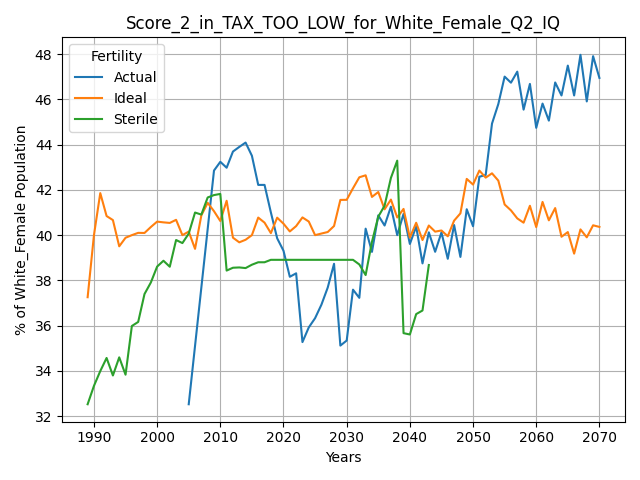 Score_2_in_TAX_TOO_LOW_for_White_Female_Q2_IQ
Fertility
Actual
Ideal
Sterile
% of White_Female Population
48
46
44
42
40
38
36
34
32
1990
2000
2010
2020
2030
2040
2050
2060
2070
Years